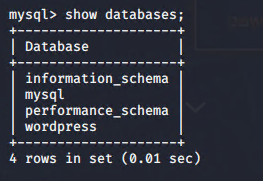 mysql> show databases;
+--------------------+
| Database           |
+--------------------+
| information_schema |
| mysql              |
| performance_schema |
| wordpress          |
+--------------------+
4 rows in set (0.01 sec)